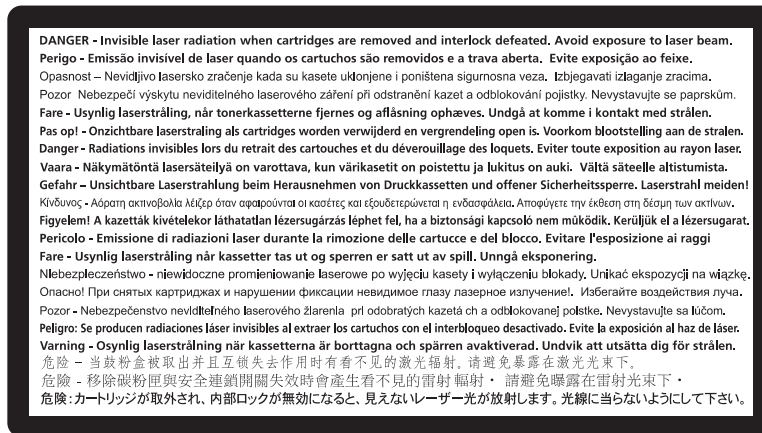 DANGER - Invisible laser radiation when cartridges are removed and interlock defeated. Avoid exposure to laser beam.
Perigo - Emissão invisível de laser quando os cartuchos são removidos e a trava aberta. Evite exposição ao feixe.
Opasnost – Nevidljivo lasersko zračenje kada su kasete uklonjene i poništena sigurnosna veza. Izbjegavati izlaganje zracima.
Pozor Nebezpečí výskytu neviditelného laserového záření při odstranění kazet a odblokování pojistky. Nevystavujte se paprskům.
Fare - Usynlig laserstråling, når tonerkassetterne fjernes og aflåsning ophæves. Undgå at komme i kontakt med strålen.
Pas op! - Onzichtbare laserstraling als cartridges worden verwijderd en vergrendeling open is. Voorkom blootstelling aan de stralen.
Danger - Radiations invisibles lors du retrait des cartouches et du déverouillage des loquets. Eviter toute exposition au rayon laser.
Vaara - Näkymätöntä lasersäteilyä on varottava, kun värikasetit on poistettu ja lukitus on auki. Vältä säteelle altistumista.
Gefahr – Unsichtbare Laserstrahlung beim Herausnehmen von Druckkassetten und offener Sicherheitssperre. Laserstrahl meiden!
Κίνδυνος - Αόρατη ακτινοβολία λέιζερ όταν αφαιρούνται οι κασέτες και εξουδετερώνεται η ενδασφάλεια. Αποφύγετε την έκθεση στη δέσμη των ακτίνων.
Figyelem! A kazetták kivételekor láthatatlan lézersugárzás léphet fel, ha a biztonsági kapcsoló nem működik. Kerüljük el a lézersugarat.
Pericolo - Emissione di radiazioni laser durante la rimozione delle cartucce e del blocco. Evitare l'esposizione ai raggi
Fare - Usynlig laserstråling når kassetter tas ut og sperren er satt ut av spill. Unngå eksponering.
Niebezpleczeństwo - niewidoczne promieniowanie laserowe po wyjęciu kasety i wyłączeniu blokady. Unikać ekspozycji na wiązkę.
Опасно! При снятых картриджах и нарушении фиксации невидимое глазу лазерное излучение!. Избегайте воздействия луча.
Pozor - Nebezpečenstvo nevlditeľného laserového žlarenla prl odobratých kazetá ch a odblokovanej polstke. Nevystavujte sa lúčom.
Peligro: Se producen radiaciones láser invisibles al extraer los cartuchos con el interbloqueo desactivado. Evite la exposición al haz de láser.
Varning - Osynlig laserstrålning när kassetterna är borttagna och spärren avaktiverad. Undvik att utsätta dig för strålen.
危险 - 当鼓粉盒被取出并且互锁失去作用时有看不见的激光辐射。请避免暴露在激光光束下。
危險 - 移除碳粉匣與安全連鎖開關失效時會產生看不見的雷射 輻射・ 請避免曝露在雷射光束下・
危険：カートリッジが取外され、内部ロックが無効になると、見えないレーザー光が放射します。光線に当らないようにして下さい。